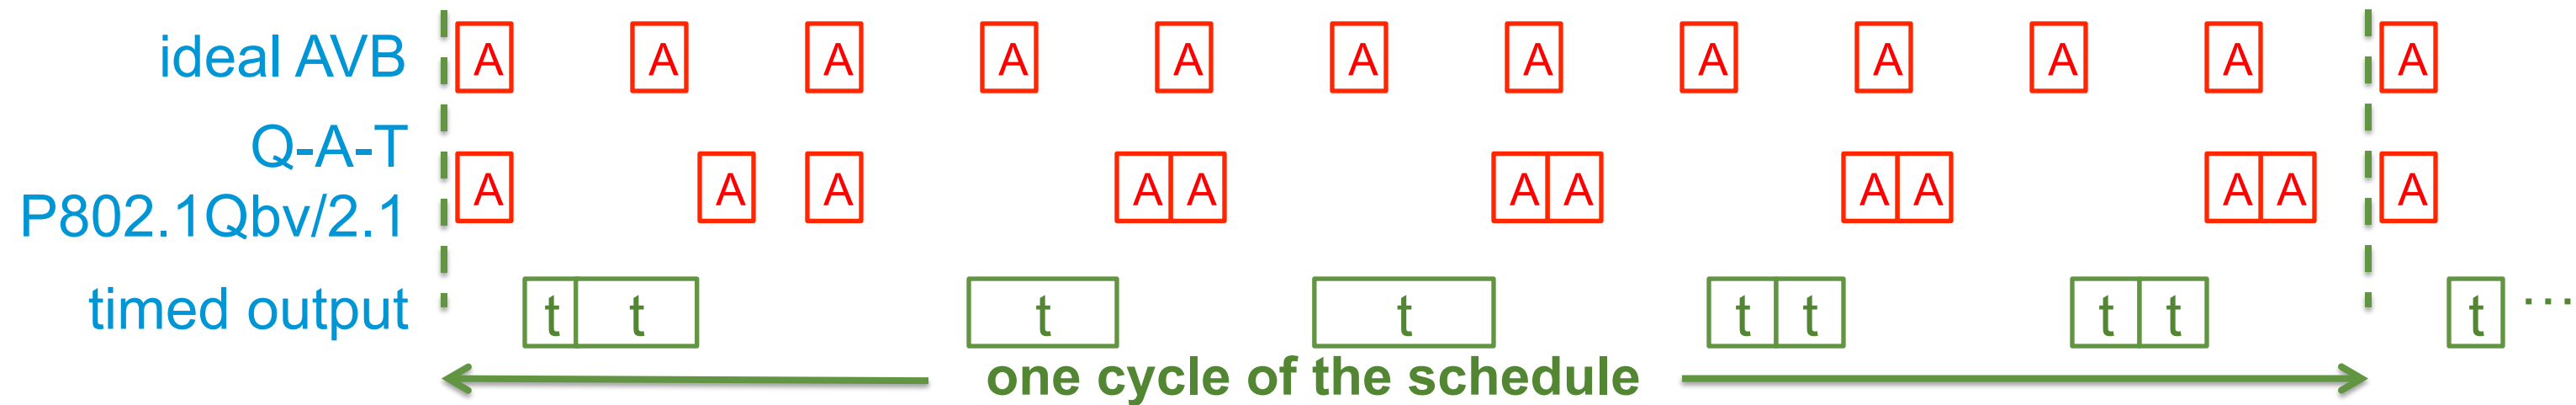 ideal AVB A A A A A A A A A A A A
Q-A-T
P802.1Qbv/2.1 A A A A A A A A A A A A
timed output t t t t t t t t t ...
one cycle of the schedule